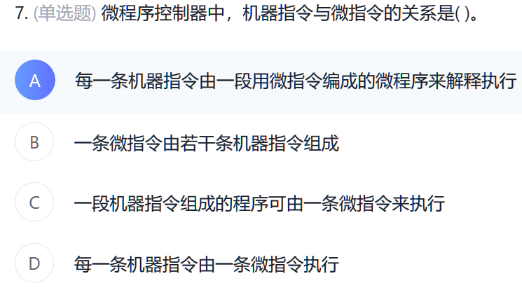 7. (单选题) 微程序控制器中，机器指令与微指令的关系是( )。
A 每一条机器指令由一段用微指令编成的微程序来解释执行
B 一条微指令由若干条机器指令组成
C 一段机器指令组成的程序可由一条微指令来执行
D 每一条机器指令由一条微指令执行